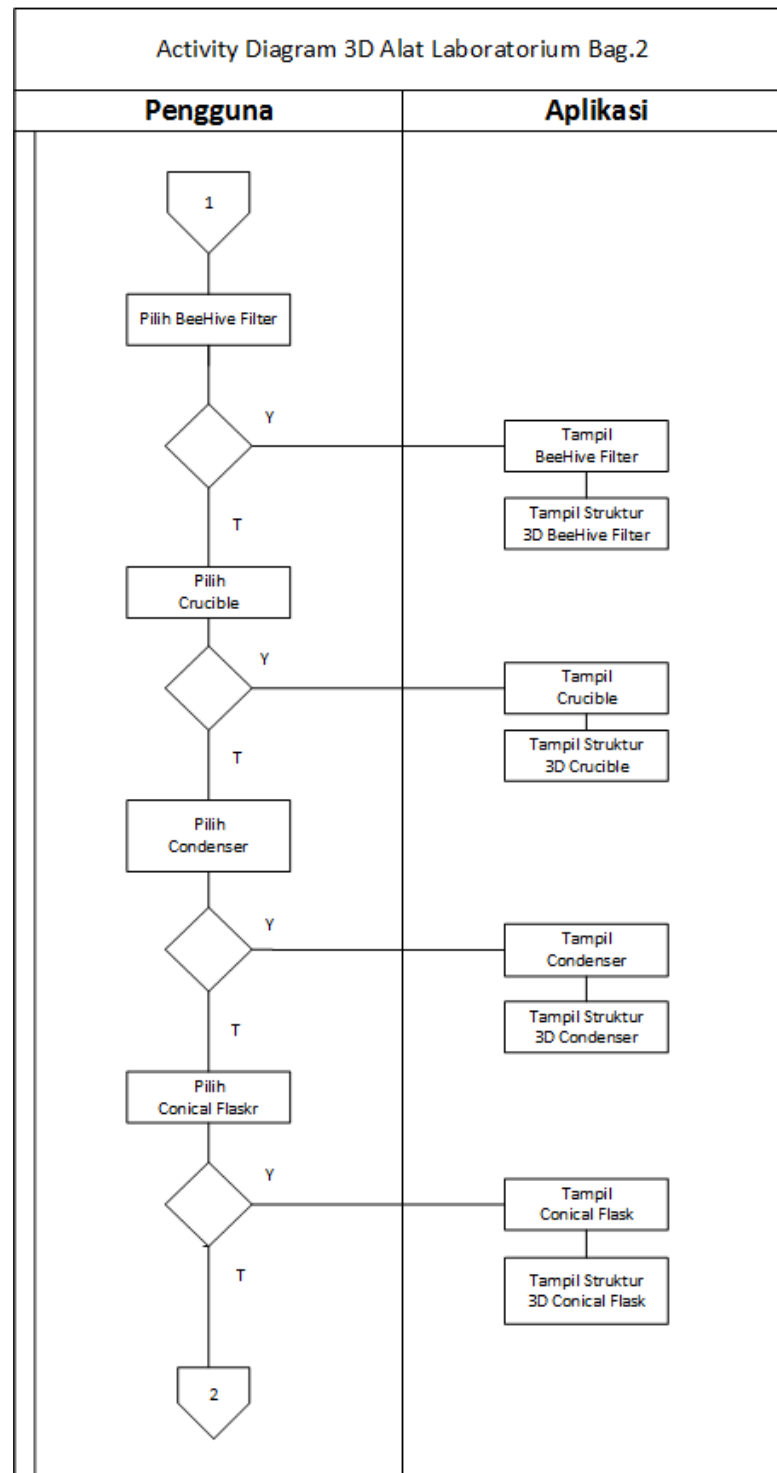 Activity Diagram 3D Alat Laboratorium Bag.2
Pengguna
Aplikasi
1
Pilih BeeHive Filter
Y
Tampil
BeeHive Filter
Tampil Struktur
3D BeeHive Filter
T
Pilih
Crucible
Y
Tampil
Crucible
Tampil Struktur
3D Crucible
T
Pilih
Condenser
Y
Tampil
Condenser
Tampil Struktur
3D Condenser
T
Pilih
Conical Flaskr
Y
Tampil
Conical Flask
Tampil Struktur
3D Conical Flask
T
2